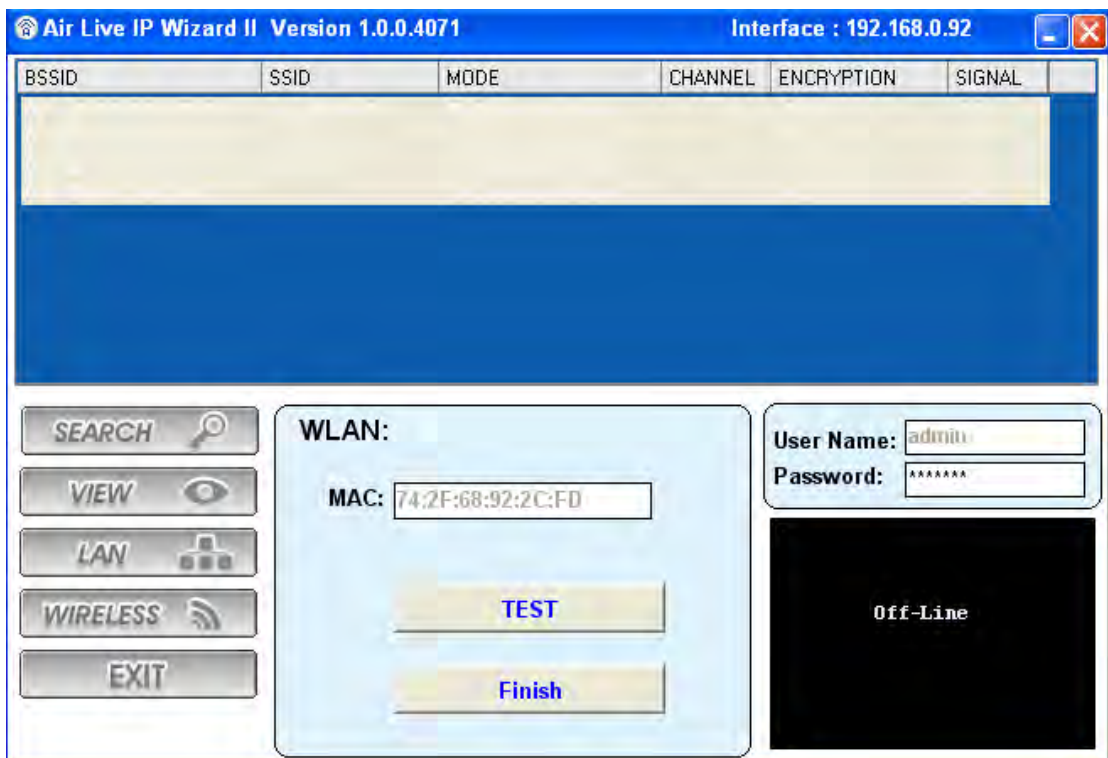 Air Live IP Wizard II Version 1.0.0.4071 Interface : 192.168.0.92
BSSID SSID MODE CHANNEL ENCRYPTION SIGNAL
SEARCH
VIEW
LAN
WIRELESS
EXIT
WLAN:
MAC: 74:2F:68:92:2C:FD
TEST
Finish
User Name: admin
Password: *******
Off-Line